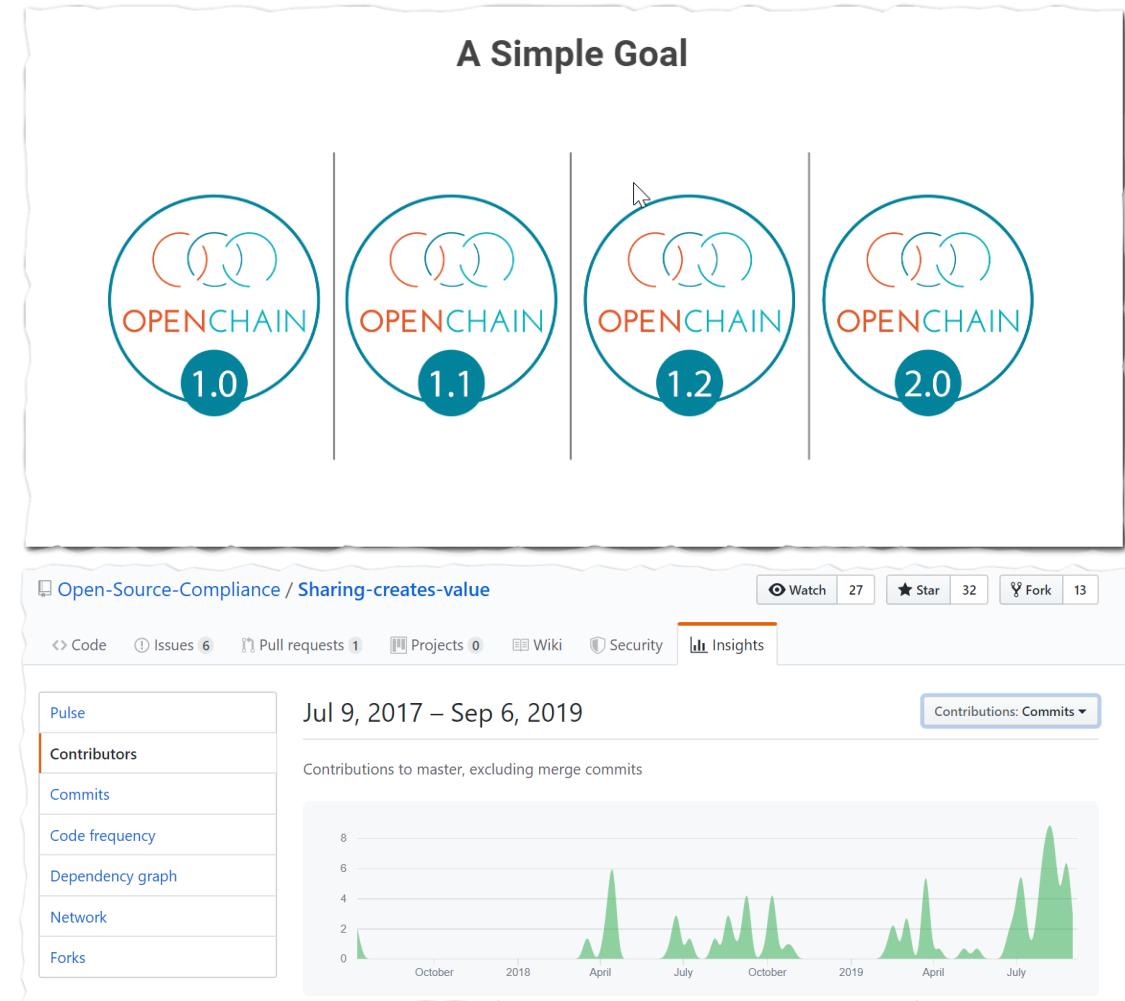 A Simple Goal
OPENCHAIN OPENCHAIN OPENCHAIN OPENCHAIN
1.0 1.1 1.2 2.0
Open-Source-Compliance / Sharing-creates-value
Watch 27 Star 32 Fork 13
Code Issues 6 Pull requests 1 Projects 0 Wiki Security Insights
Pulse
Contributors
Commits
Code frequency
Dependency graph
Network
Forks
Jul 9, 2017 – Sep 6, 2019
Contributions: Commits
Contributions to master, excluding merge commits
8
6
4
2
0
October 2018 April July October 2019 April July